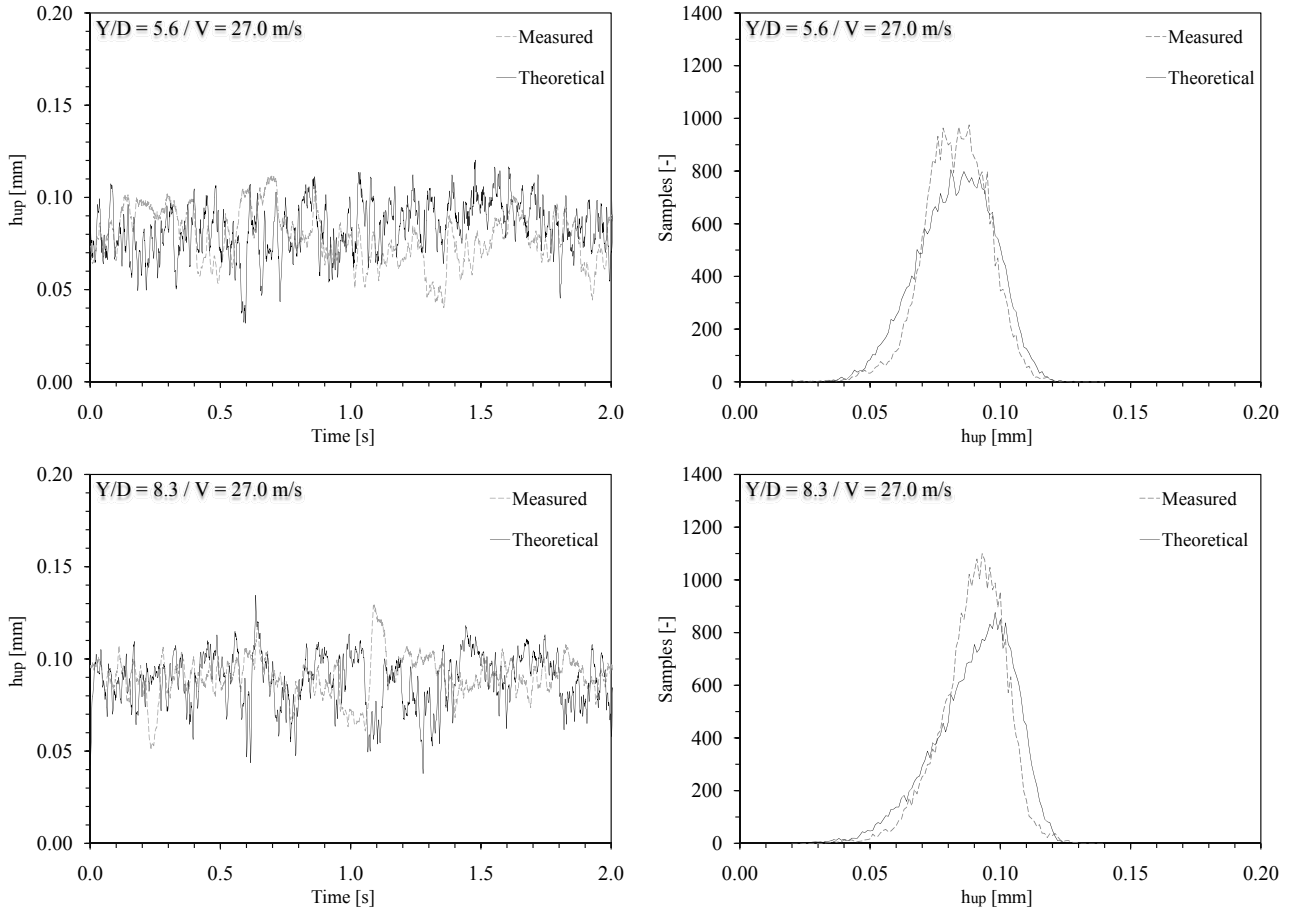 Y/D = 5.6 / V = 27.0 m/s
Measured
Theoretical
hup [mm]
0.20
0.15
0.10
0.05
0.00
0.0 0.5 1.0 1.5 2.0
Time [s]
Y/D = 5.6 / V = 27.0 m/s
Measured
Theoretical
Samples [-]
1400
1200
1000
800
600
400
200
0
0.00 0.05 0.10 0.15 0.20
hup [mm]
Y/D = 8.3 / V = 27.0 m/s
Measured
Theoretical
hup [mm]
0.20
0.15
0.10
0.05
0.00
0.0 0.5 1.0 1.5 2.0
Time [s]
Y/D = 8.3 / V = 27.0 m/s
Measured
Theoretical
Samples [-]
1400
1200
1000
800
600
400
200
0
0.00 0.05 0.10 0.15 0.20
hup [mm]